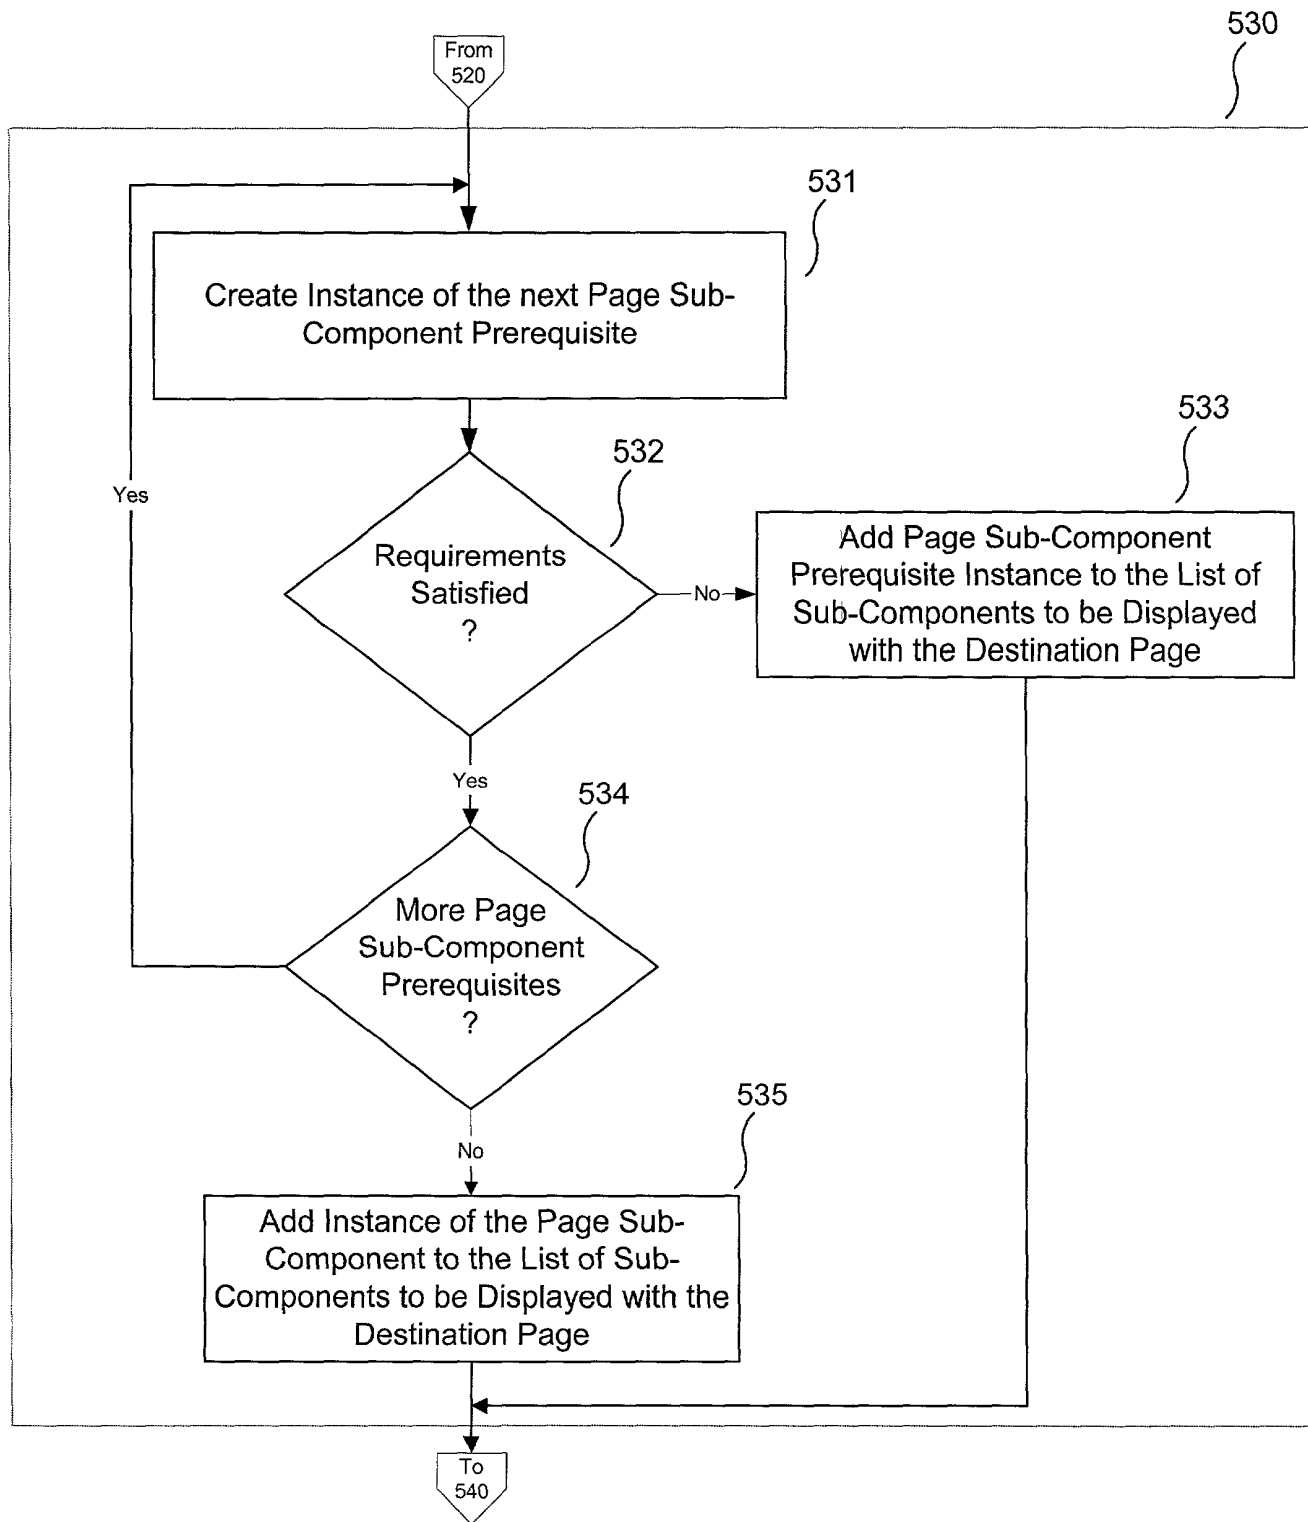 530
From
520
531
Create Instance of the next Page Sub-
Component Prerequisite
533
532
Yes
Requirements
Satisfied
?
No
Add Page Sub-Component
Prerequisite Instance to the List of
Sub-Components to be Displayed
with the Destination Page
Yes
534
More Page
Sub-Component
Prerequisites
?
535
No
Add Instance of the Page Sub-
Component to the List of Sub-
Components to be Displayed with the
Destination Page
To
540